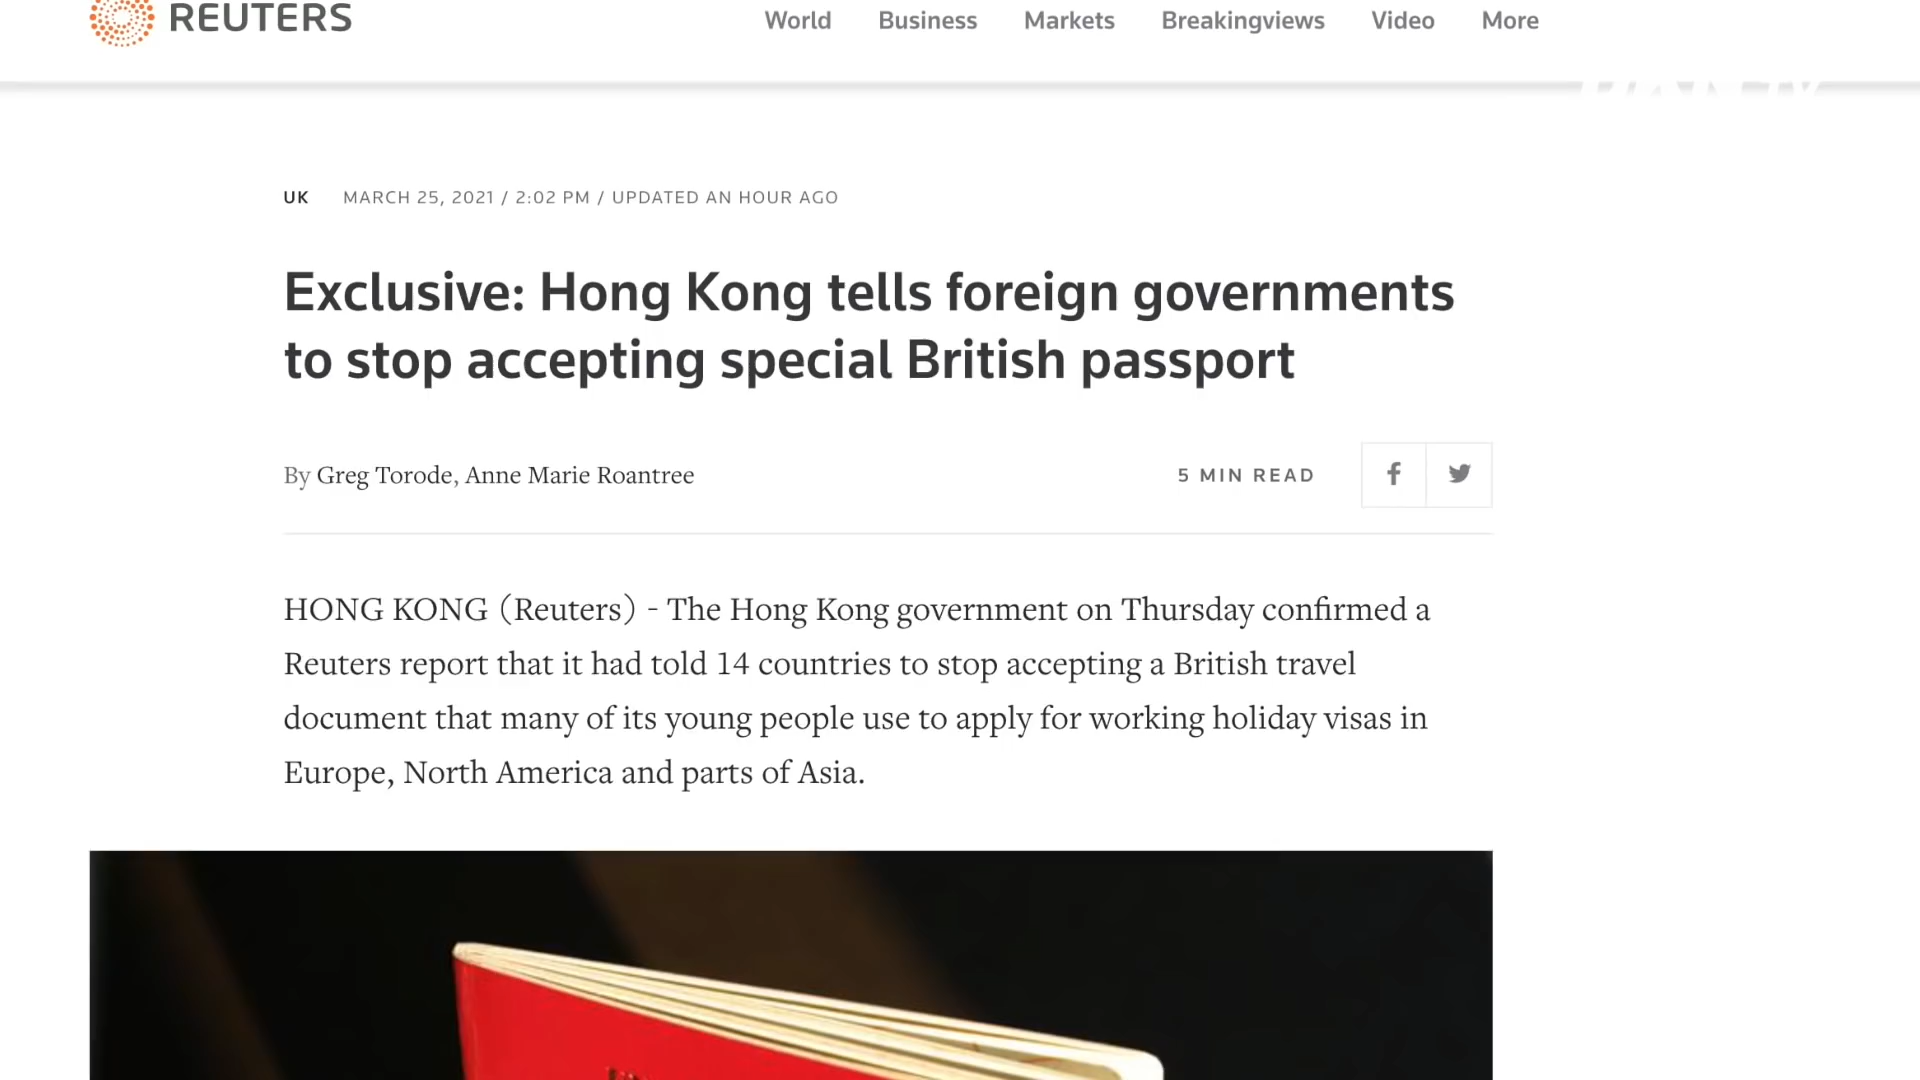 REUTERS
World Business Markets Breakingviews Video More
UK MARCH 25, 2021 / 2:02 PM / UPDATED AN HOUR AGO
Exclusive: Hong Kong tells foreign governments
to stop accepting special British passport
By Greg Torode, Anne Marie Roantree
5 MIN READ
HONG KONG (Reuters) - The Hong Kong government on Thursday confirmed a
Reuters report that it had told 14 countries to stop accepting a British travel
document that many of its young people use to apply for working holiday visas in
Europe, North America and parts of Asia.